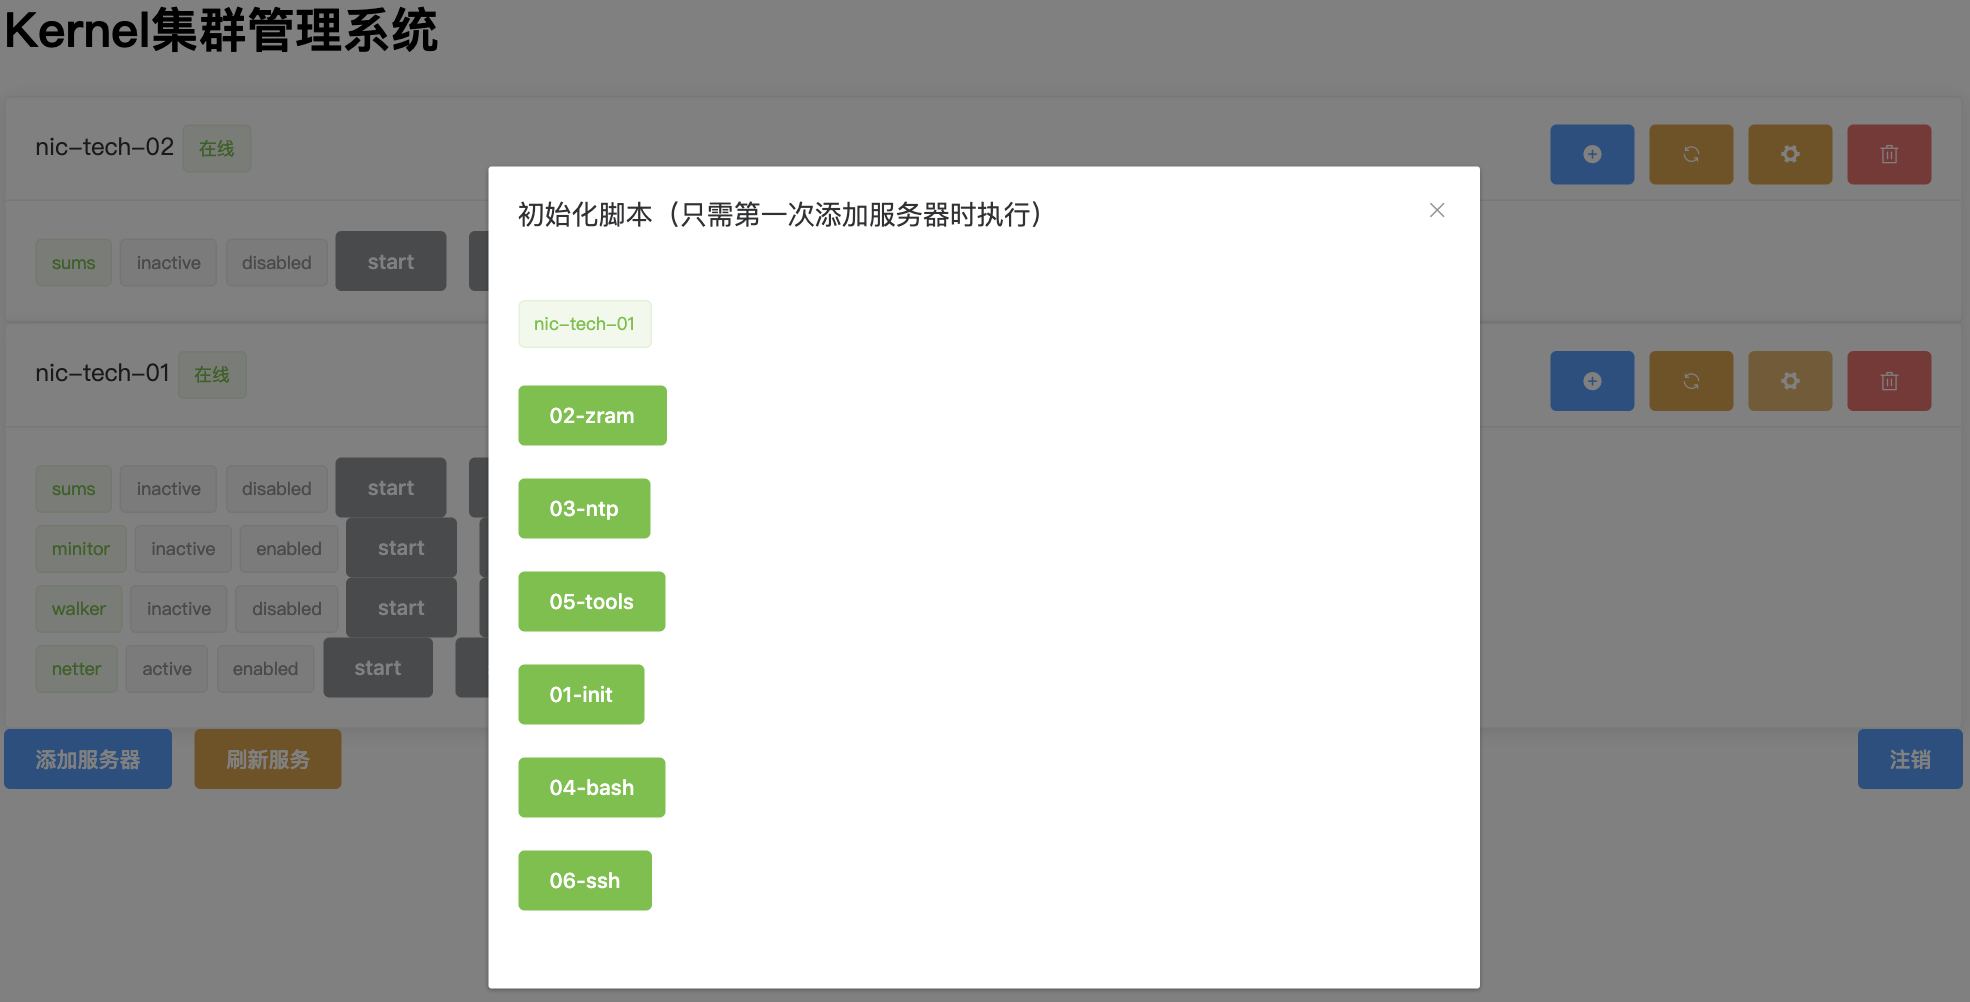 Kernel集群管理系统
nic-tech-02 在线
sums inactive disabled start
nic-tech-01 在线
sums inactive disabled start
minitor inactive enabled start
walker inactive disabled start
netter active enabled start
添加服务器 刷新服务 注销
初始化脚本（只需第一次添加服务器时执行）
nic-tech-01
02-zram
03-ntp
05-tools
01-init
04-bash
06-ssh